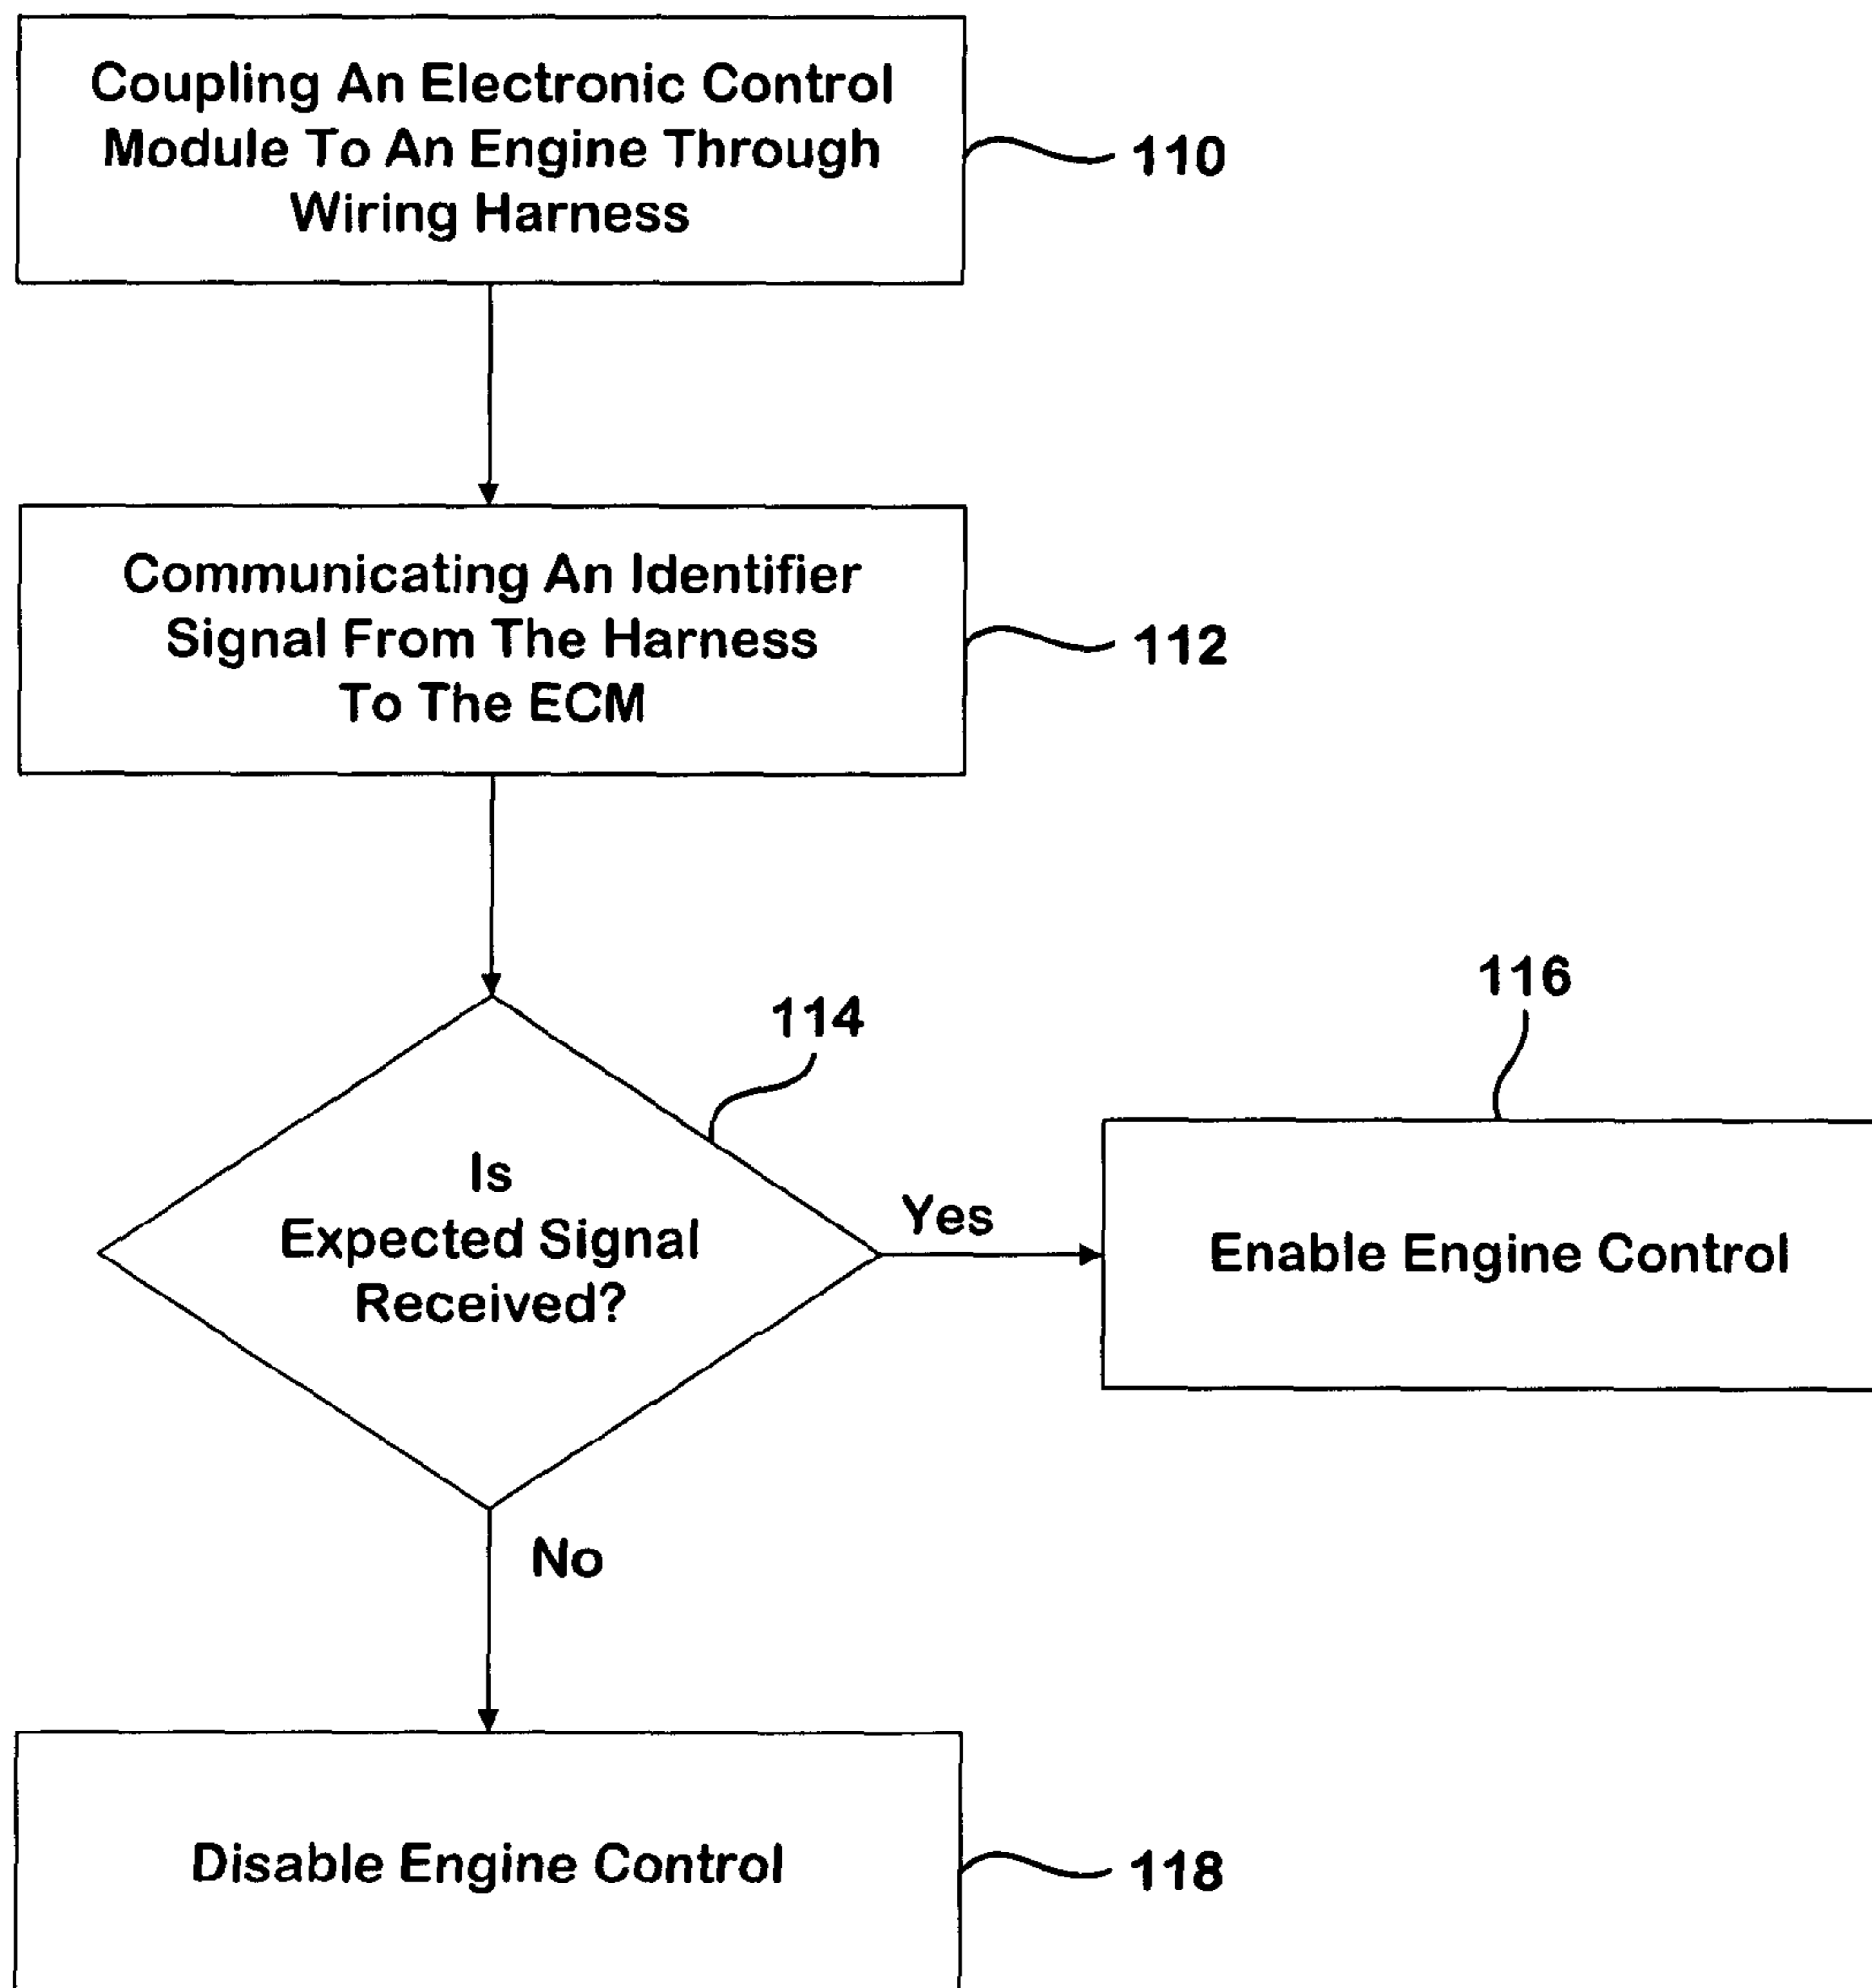 Coupling An Electronic Control
Module To An Engine Through
Wiring Harness
110
Communicating An Identifier
Signal From The Harness
To The ECM
112
114
Is
Expected Signal
Received?
Yes
116
Enable Engine Control
No
Disable Engine Control
118